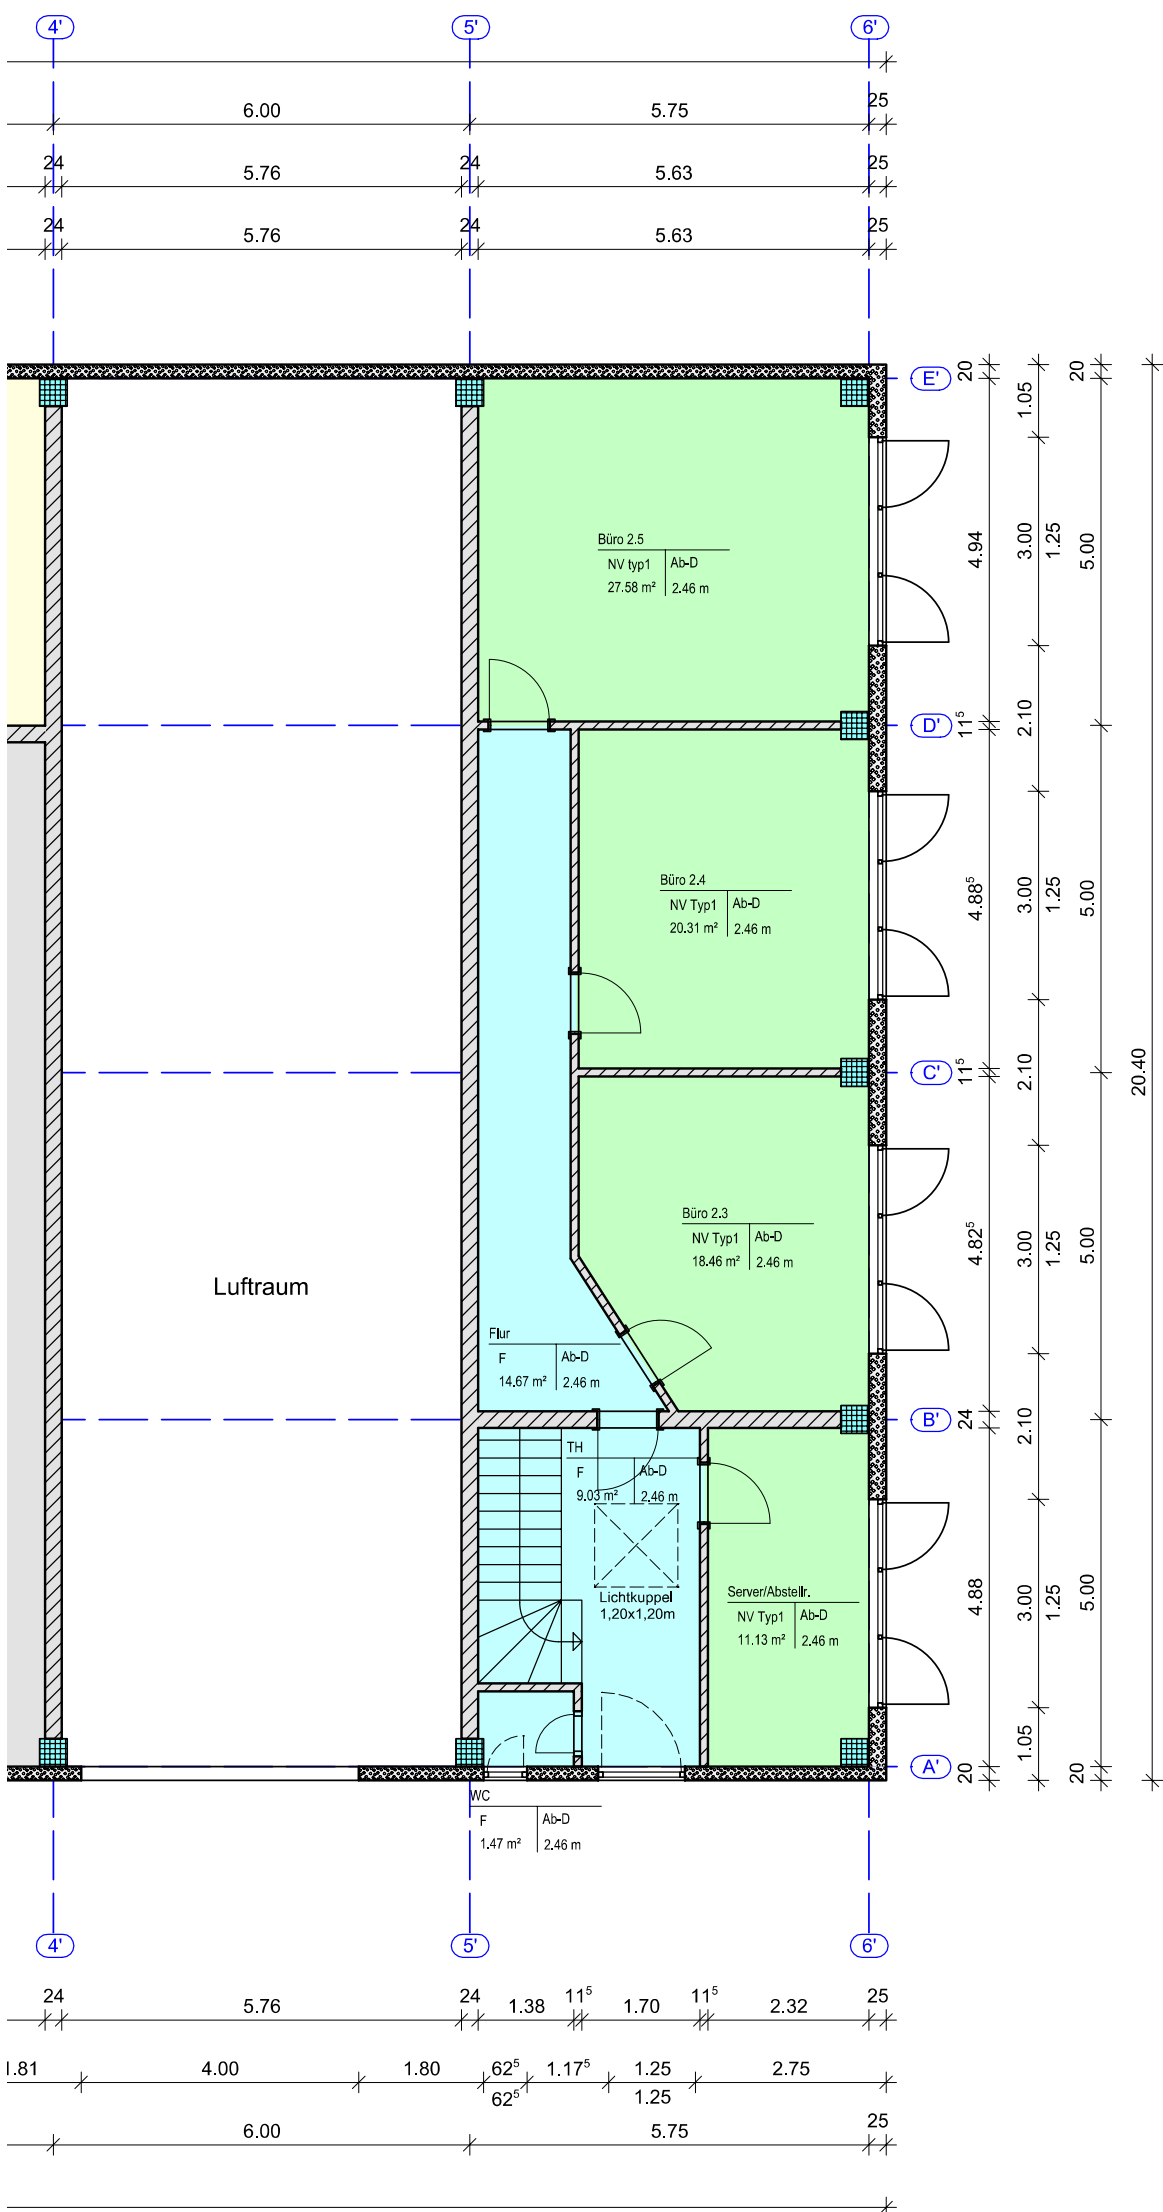 4' 5' 6'
6.00 5.75 25
24 5.76 24 5.63 25
24 5.76 24 5.63 25
20 20 E'
1.05
Büro 2.5
NV typ1 Ab-D
27.58 m² 2.46 m
4.94 3.00 1.25 5.00
11⁵ 2.10 D'
Büro 2.4
NV Typ1 Ab-D
20.31 m² 2.46 m
4.88⁵ 3.00 1.25 5.00
11⁵ 2.10 C'
20.40
Büro 2.3
NV Typ1 Ab-D
18.46 m² 2.46 m
4.82⁵ 3.00 1.25 5.00
Luftraum
Flur
F Ab-D
14.67 m² 2.46 m
24 2.10 B'
TH
F Ab-D
9.03 m² 2.46 m
Lichtkuppel
1,20x1,20m
Server/Abstellr.
NV Typ1 Ab-D
11.13 m² 2.46 m
4.88 3.00 1.25 5.00
1.05
20 20 A'
WC
F Ab-D
1.47 m² 2.46 m
4' 5' 6'
24 5.76 24 1.38 11⁵ 1.70 11⁵ 2.32 25
4.00 1.80 62⁵ 1.17⁵ 1.25 2.75
62⁵ 1.25
6.00 5.75 25